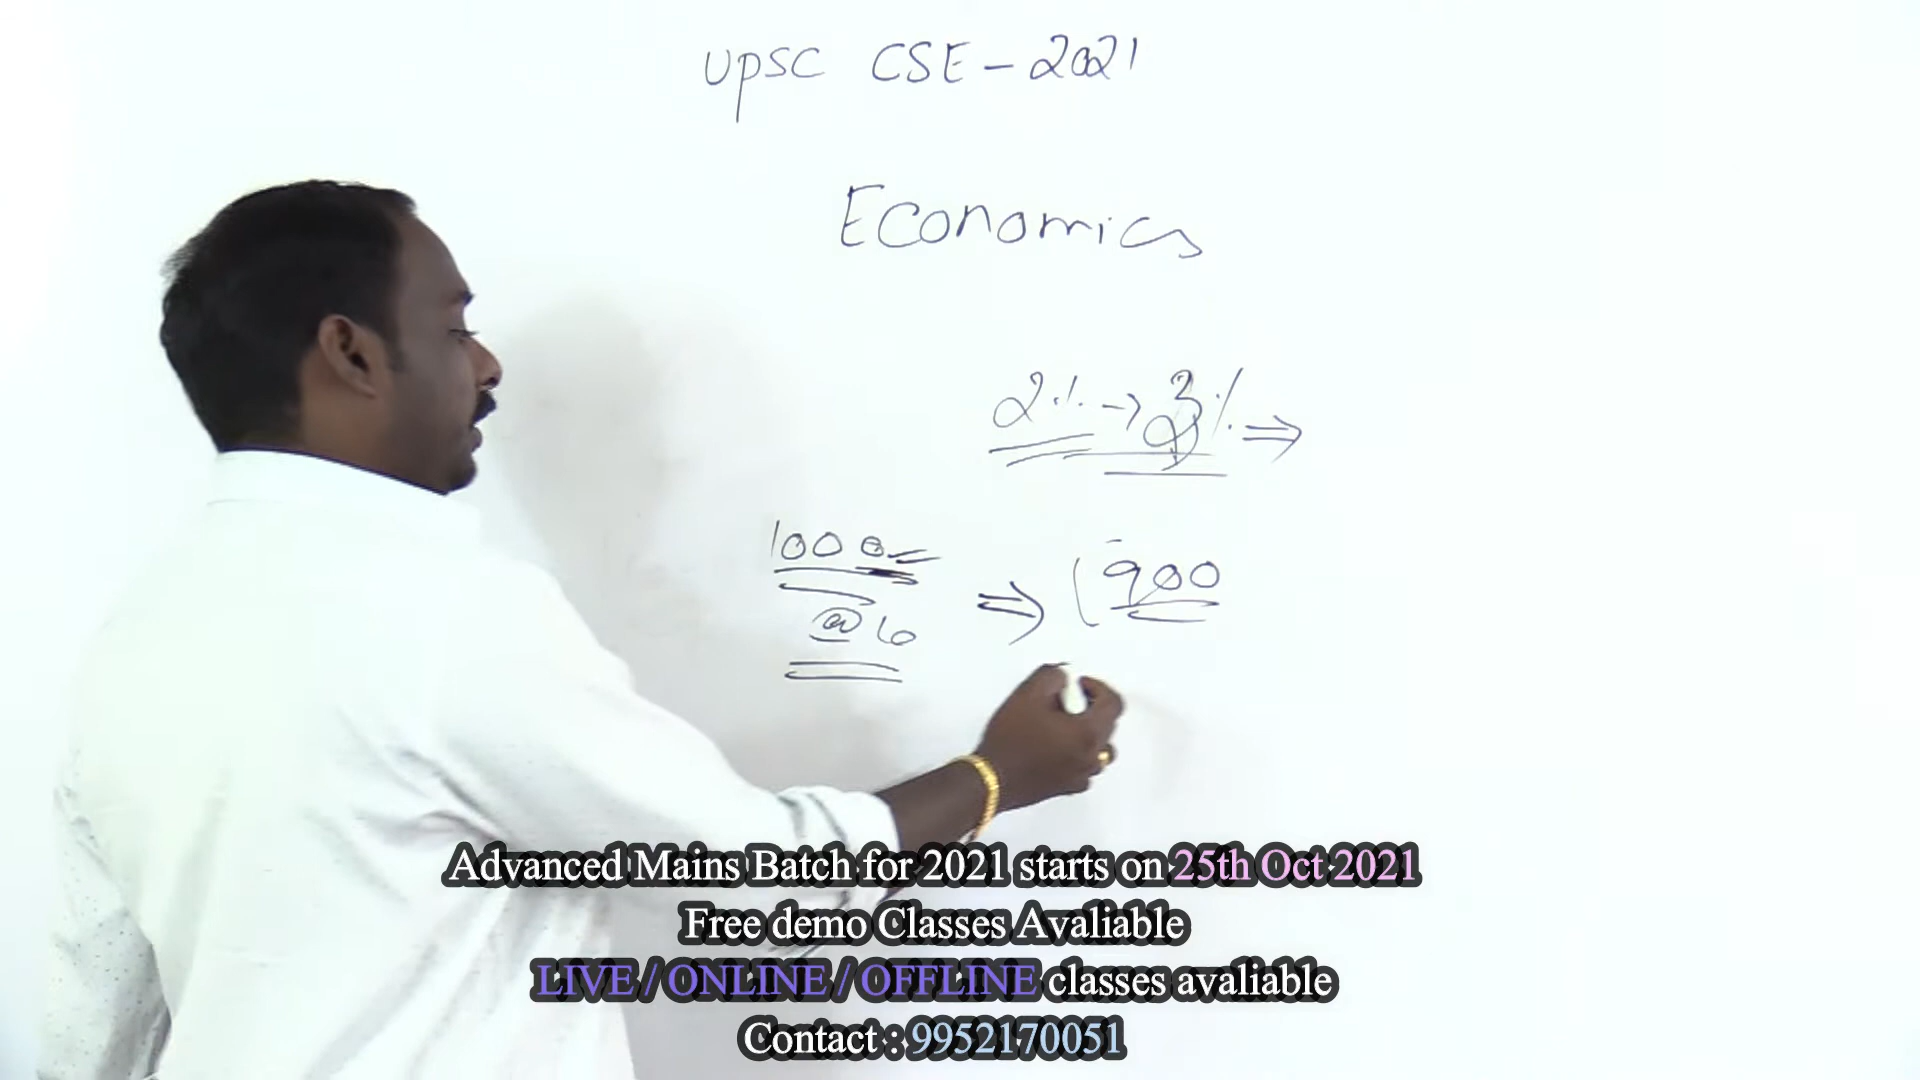 UPSC CSE - 2021
Economics
2% → 3% ⇒
1000 ⇒ (900
@ 6
Advanced Mains Batch for 2021 starts on 25th Oct 2021
Free demo Classes Avaliable
LIVE / ONLINE / OFFLINE classes avaliable
Contact : 9952170051